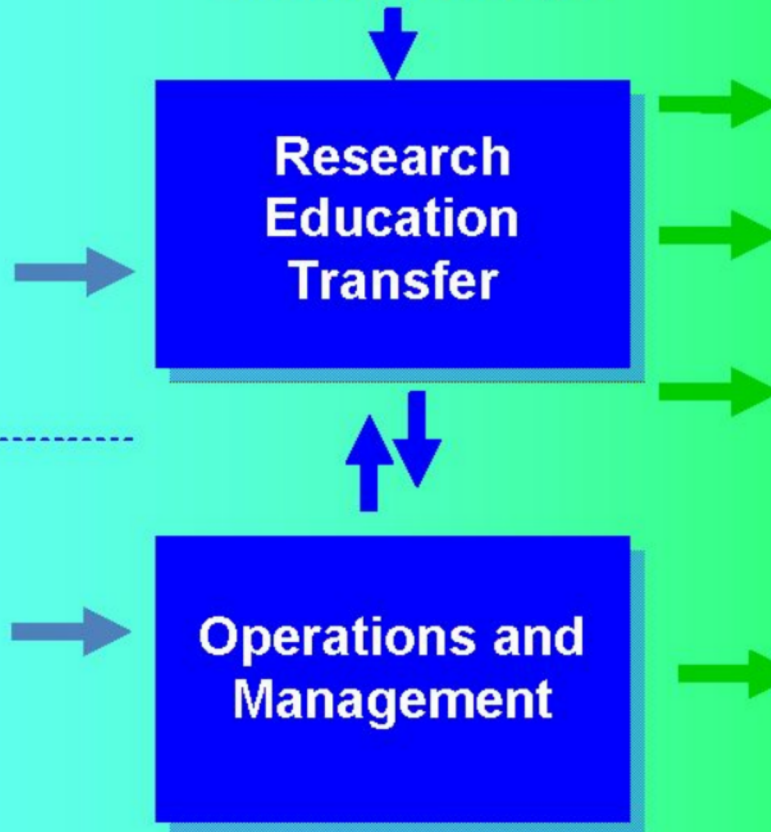 Research
Education
Transfer
Operations and
Management